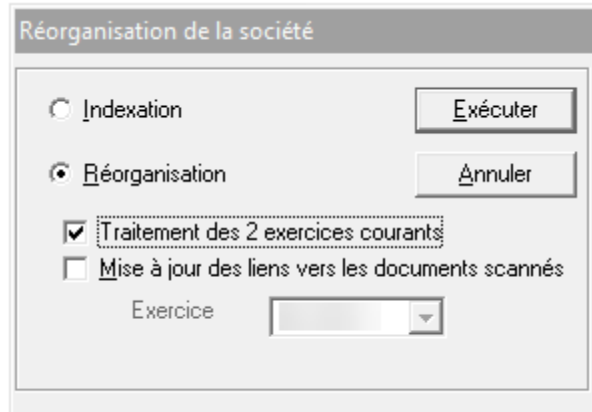 Réorganisation de la société
Indexation
Exécuter
Réorganisation
Annuler
Traitement des 2 exercices courants
Mise à jour des liens vers les documents scannés
Exercice